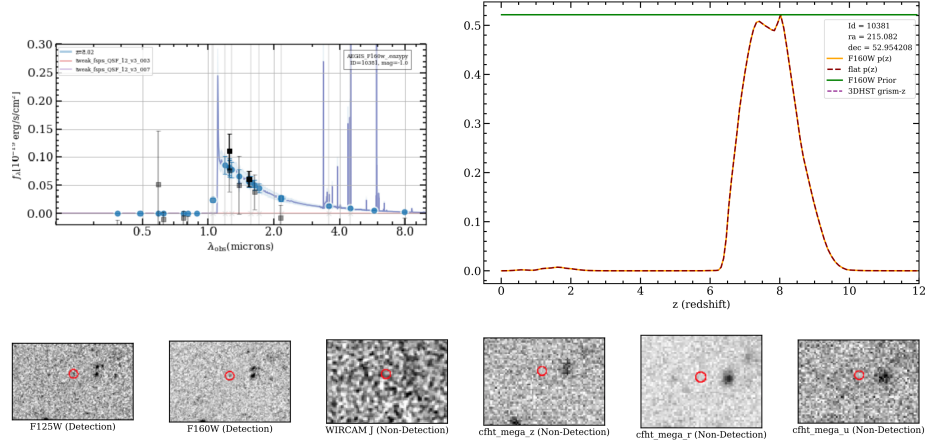 0.30
0.25
0.20
0.15
0.10
0.05
0.00
0.5
1.0
2.0
4.0
8.0
λobs(microns)
fλ[10⁻¹⁹ erg/s/cm²]
z=8.02
tweak_fsps_QSF_12_v3_003
tweak_fsps_QSF_12_v3_007
AEGIS_F160w_eazypy
ID=10381, mag=-1.0
0.5
0.4
0.3
0.2
0.1
0.0
0
2
4
6
8
10
12
z (redshift)
Id = 10381
ra = 215.082
dec = 52.954208
F160W p(z)
flat p(z)
F160W Prior
3DHST grism-z
F125W (Detection)
F160W (Detection)
WIRCAM J (Non-Detection)
cfht_mega_z (Non-Detection)
cfht_mega_r (Non-Detection)
cfht_mega_u (Non-Detection)